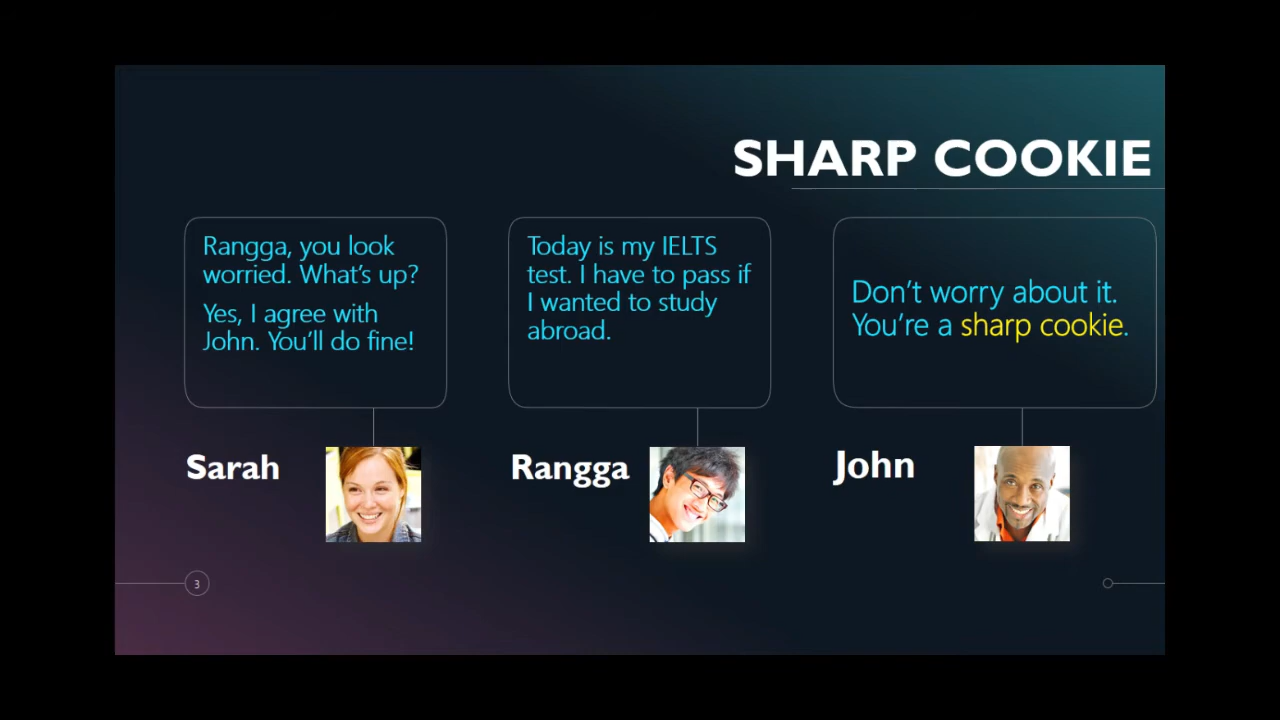 SHARP COOKIE
Rangga, you look
worried. What's up?
Yes, I agree with
John. You'll do fine!
Today is my IELTS
test. I have to pass if
I wanted to study
abroad.
Don't worry about it.
You're a sharp cookie.
Sarah
Rangga
John
3